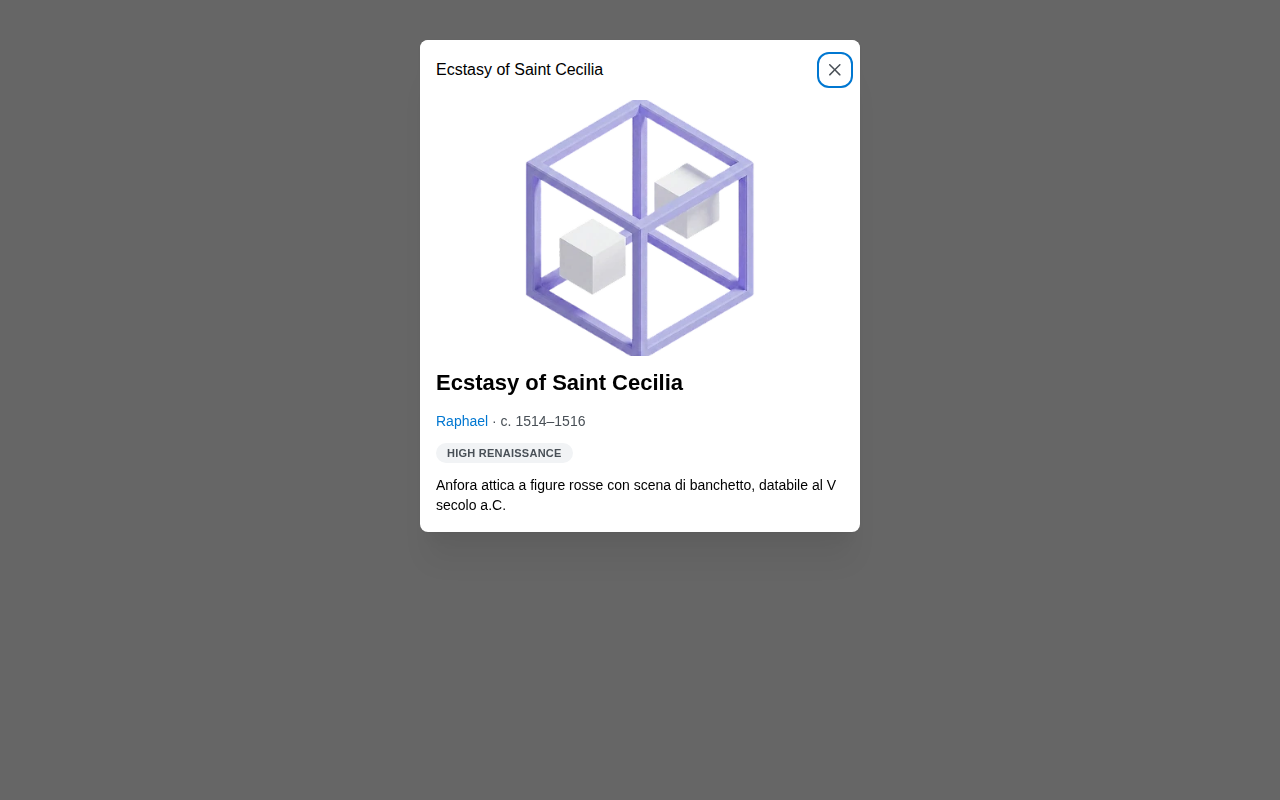 Ecstasy of Saint Cecilia
Ecstasy of Saint Cecilia
Raphael · c. 1514–1516
HIGH RENAISSANCE
Anfora attica a figure rosse con scena di banchetto, databile al V
secolo a.C.